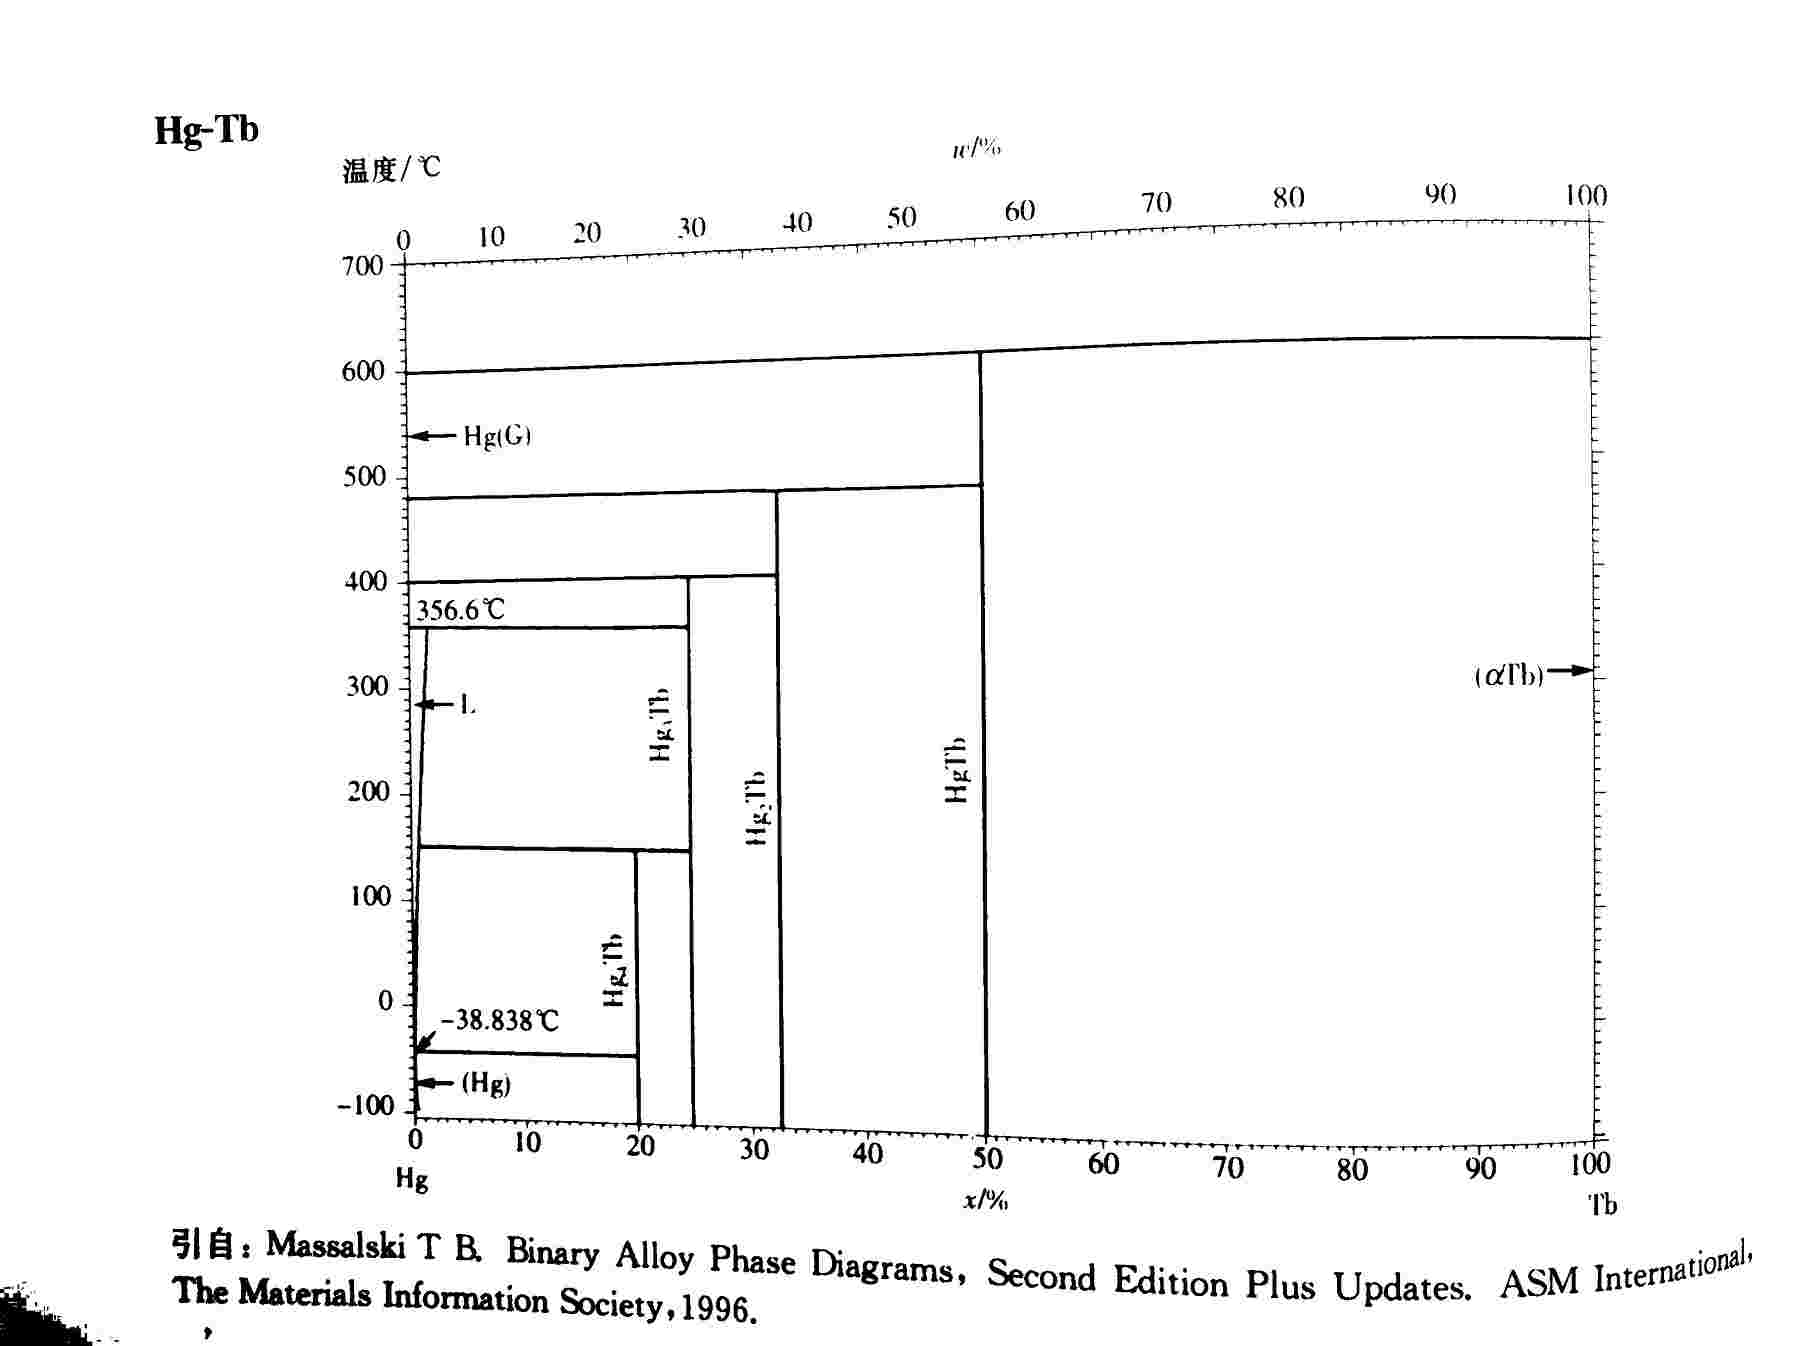 Hg-Tb
温度/℃
w/%
0 10 20 30 40 50 60 70 80 90 100
700
600
Hg(G)
500
400
356.6℃
300
L
(αTb)
Hg₃Tb
Hg₂Tb
HgTb
200
100
Hg₄Tb
0
-38.838℃
(Hg)
-100
0 10 20 30 40 50 60 70 80 90 100
Hg
x/%
Tb
引自：Massalski T B. Binary Alloy Phase Diagrams, Second Edition Plus Updates. ASM International,
The Materials Information Society, 1996.